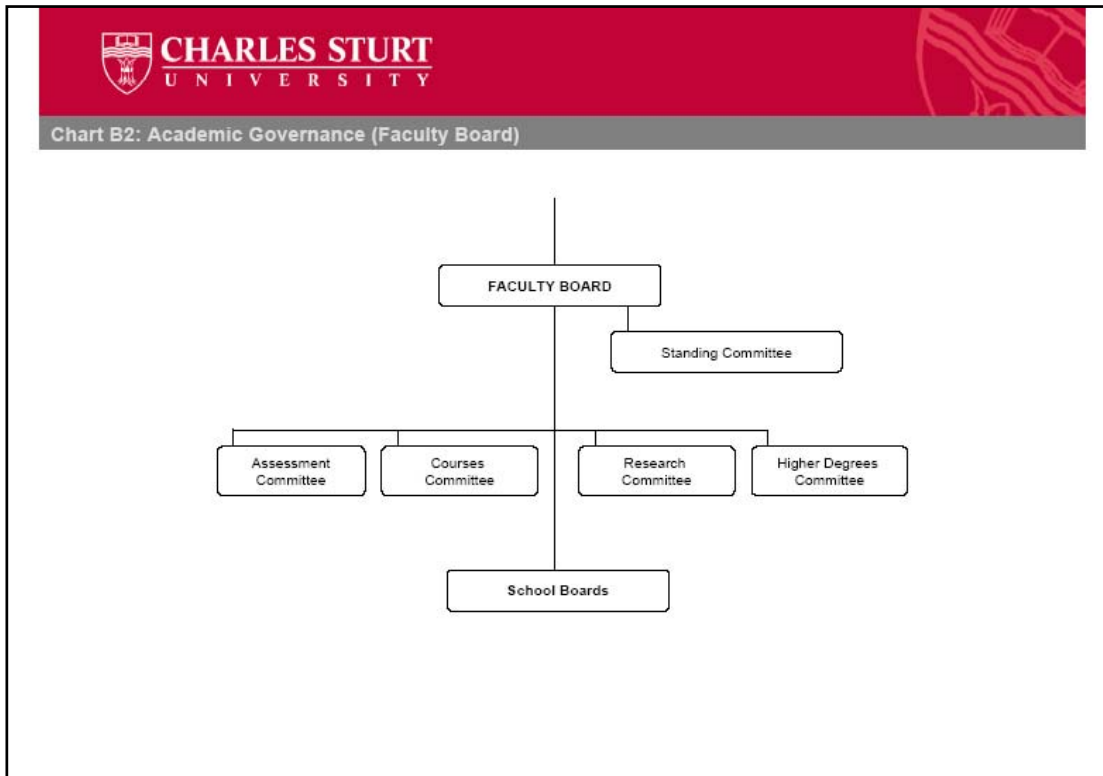 CHARLES STURT
UNIVERSITY
Chart B2: Academic Governance (Faculty Board)
FACULTY BOARD
Standing Committee
Assessment
Committee
Courses
Committee
Research
Committee
Higher Degrees
Committee
School Boards